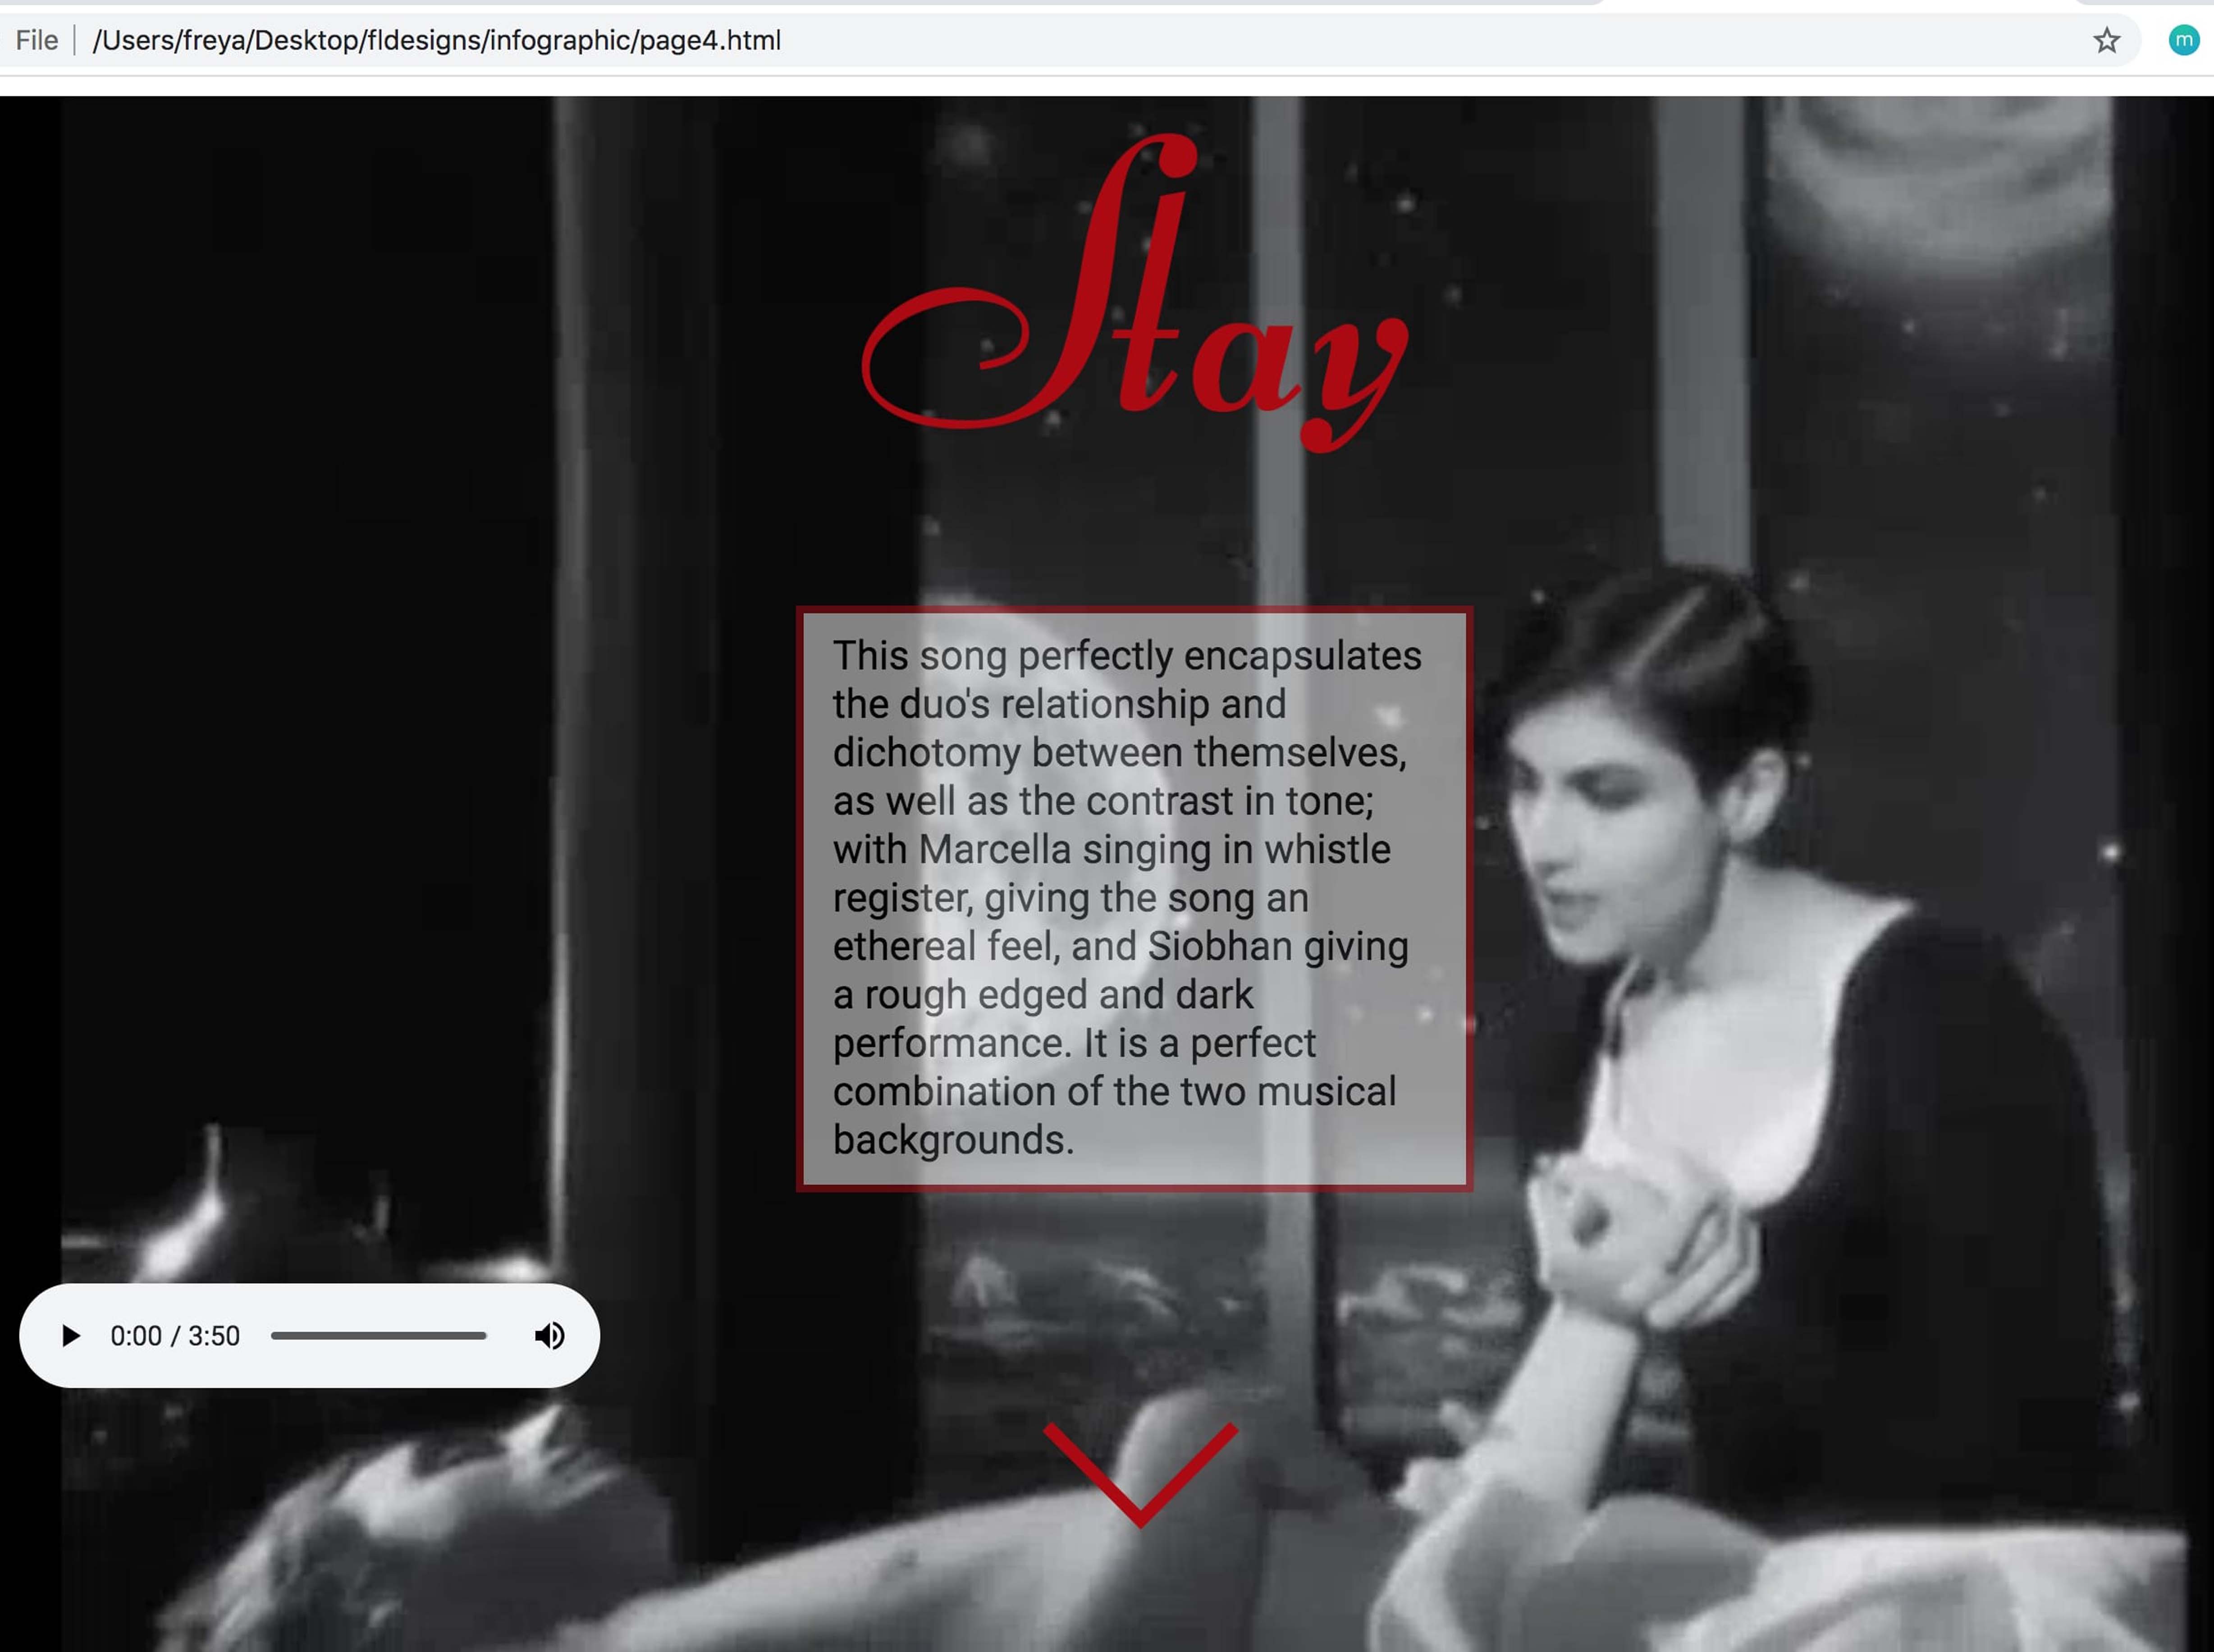 File /Users/freya/Desktop/fldesigns/infographic/page4.html
m
Stay
This song perfectly encapsulates
the duo's relationship and
dichotomy between themselves,
as well as the contrast in tone;
with Marcella singing in whistle
register, giving the song an
ethereal feel, and Siobhan giving
a rough edged and dark
performance. It is a perfect
combination of the two musical
backgrounds.
0:00 / 3:50